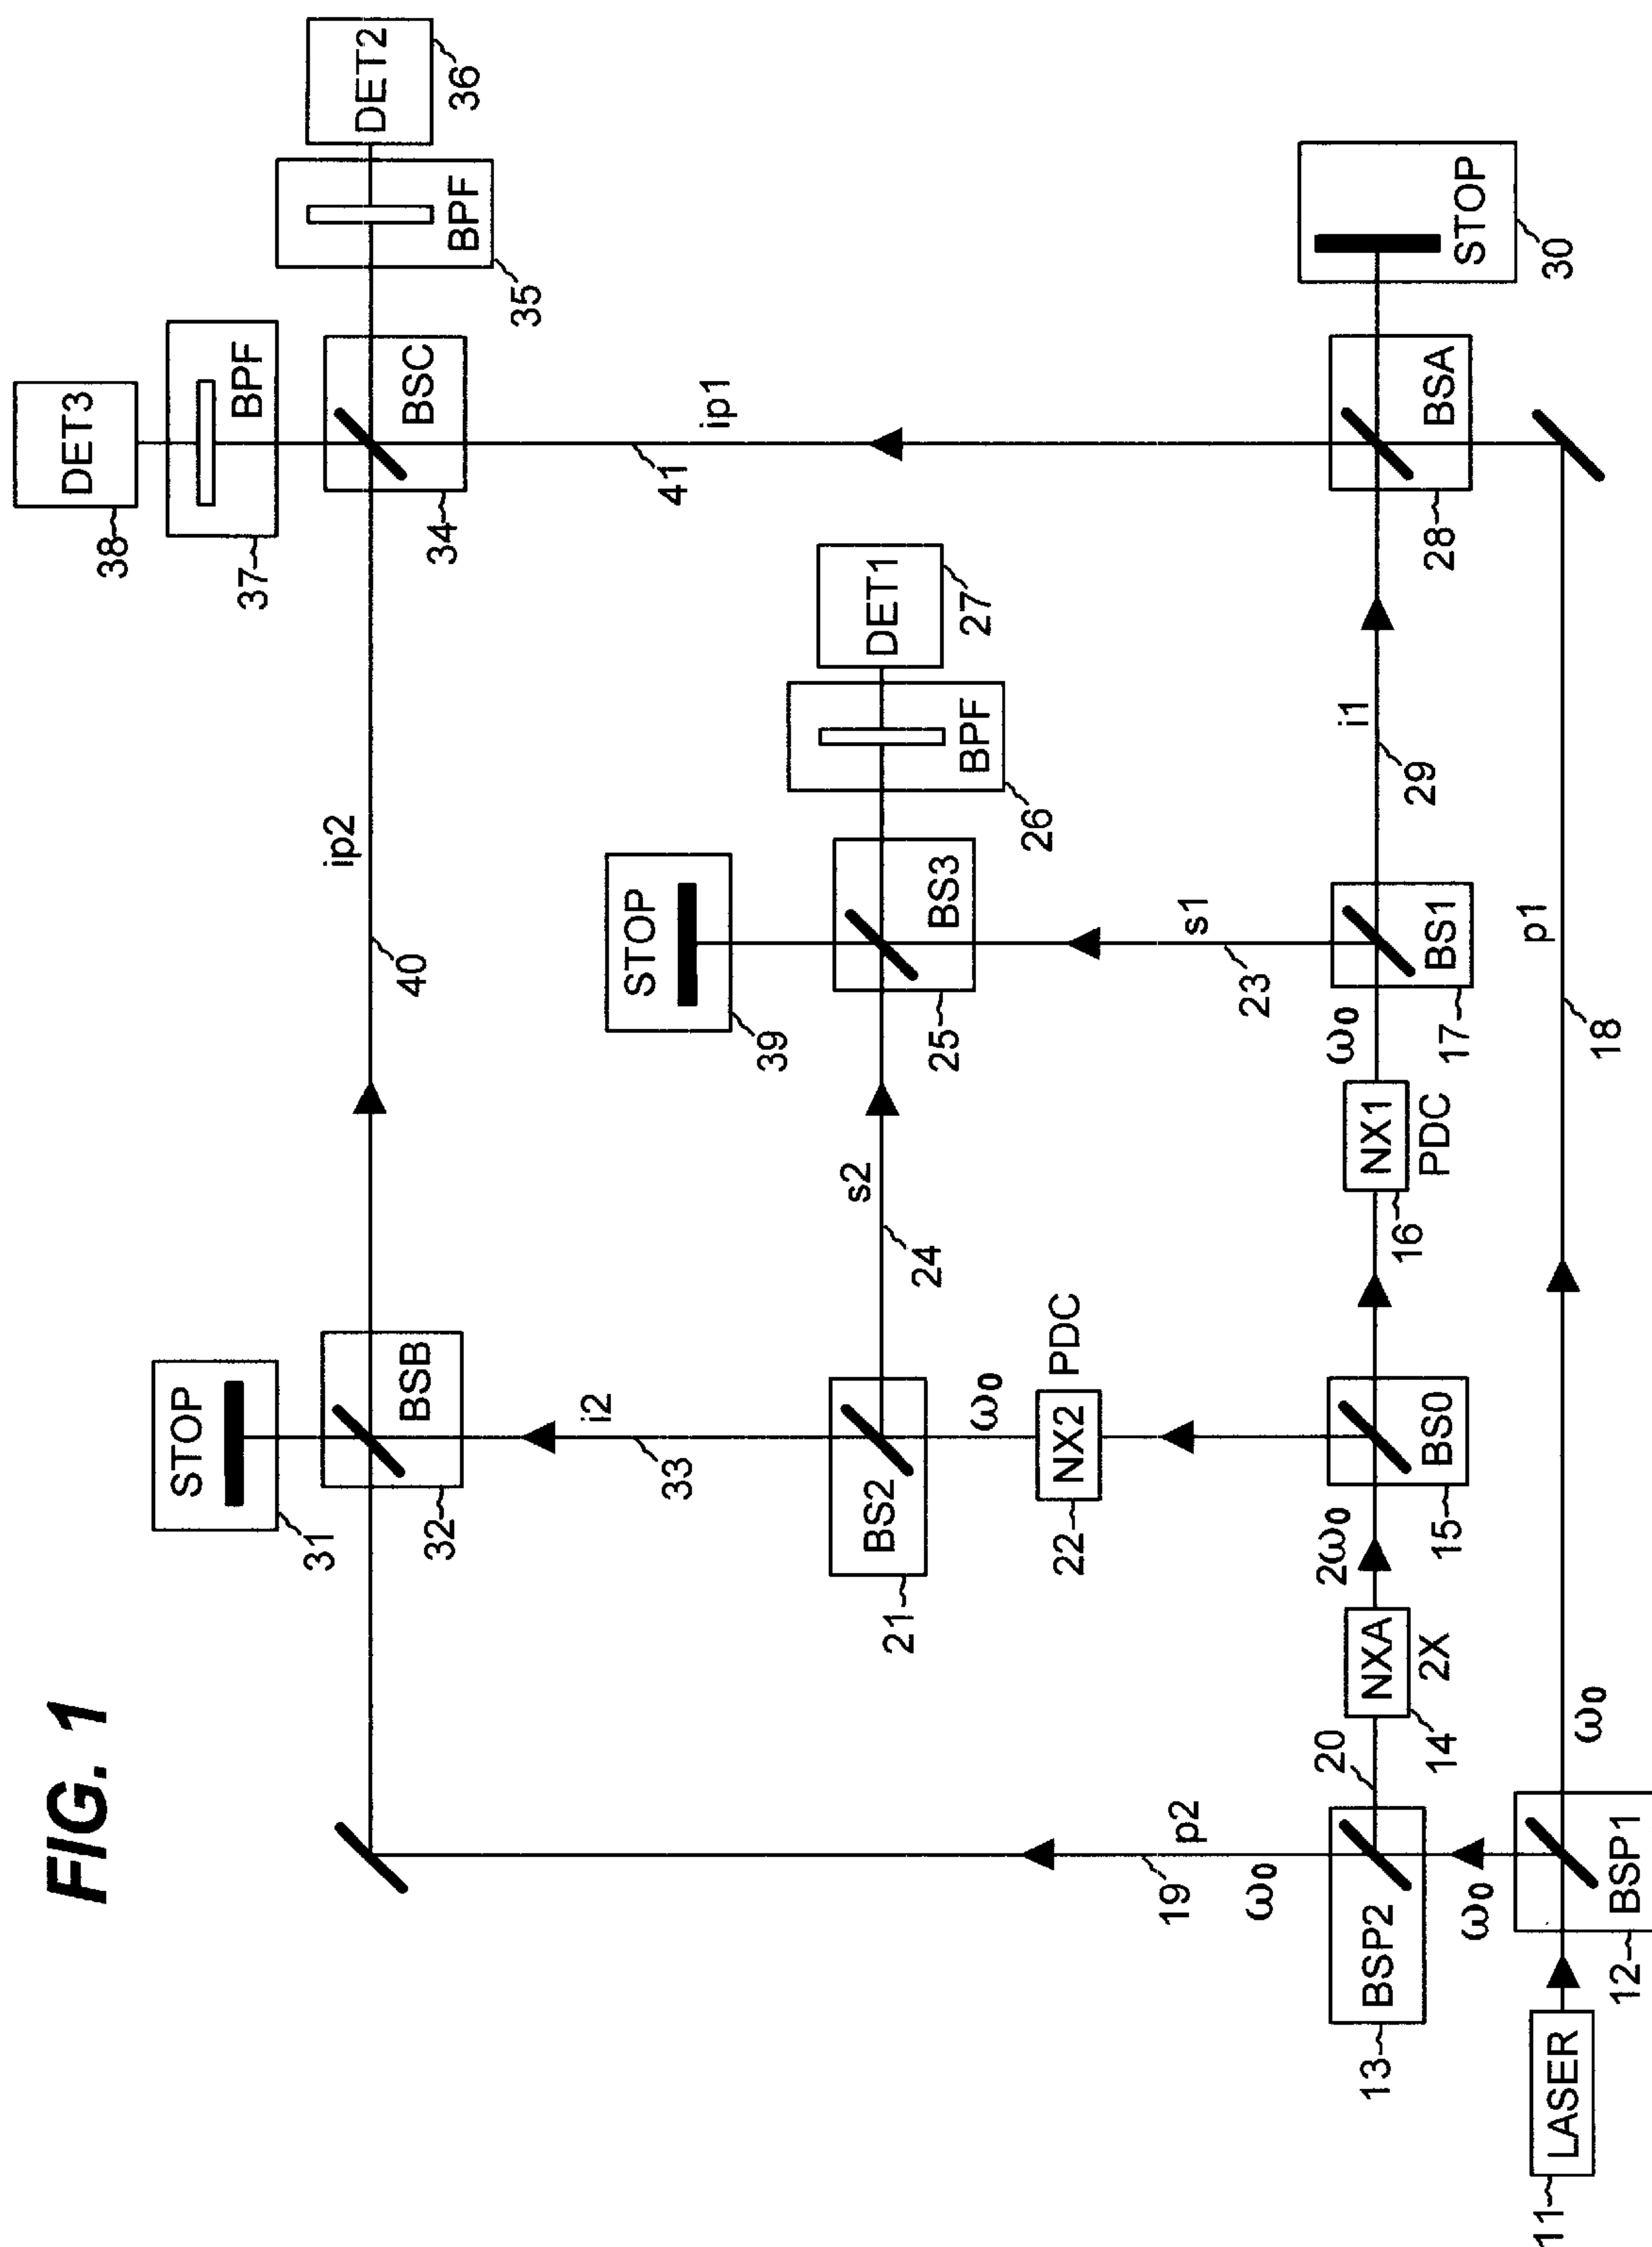 FIG. 1
DET3
38
BPF
37
DET2
36
BPF
35
BSC
34
ip2
40
ip1
41
STOP
31
BSB
32
i2
33
STOP
39
BS3
25
BPF
26
DET1
27
s2
24
BS2
21
ω0
NX2
PDC
22
s1
23
p2
19
ω0
BSP2
13
20
NXA
2X
14
2ω0
BS0
15
NX1
PDC
16
ω0
BS1
17
i1
29
BSA
28
STOP
30
ω0
LASER
11
BSP1
12
ω0
18
p1